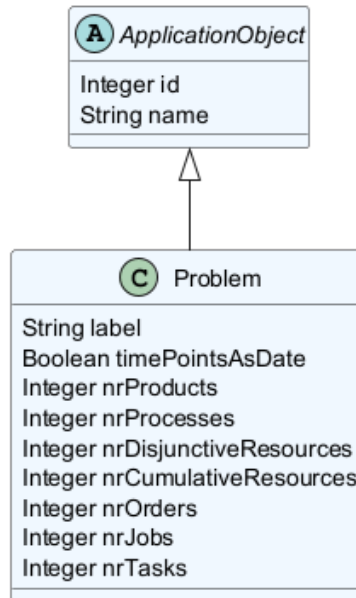 A ApplicationObject
Integer id
String name
C Problem
String label
Boolean timePointsAsDate
Integer nrProducts
Integer nrProcesses
Integer nrDisjunctiveResources
Integer nrCumulativeResources
Integer nrOrders
Integer nrJobs
Integer nrTasks